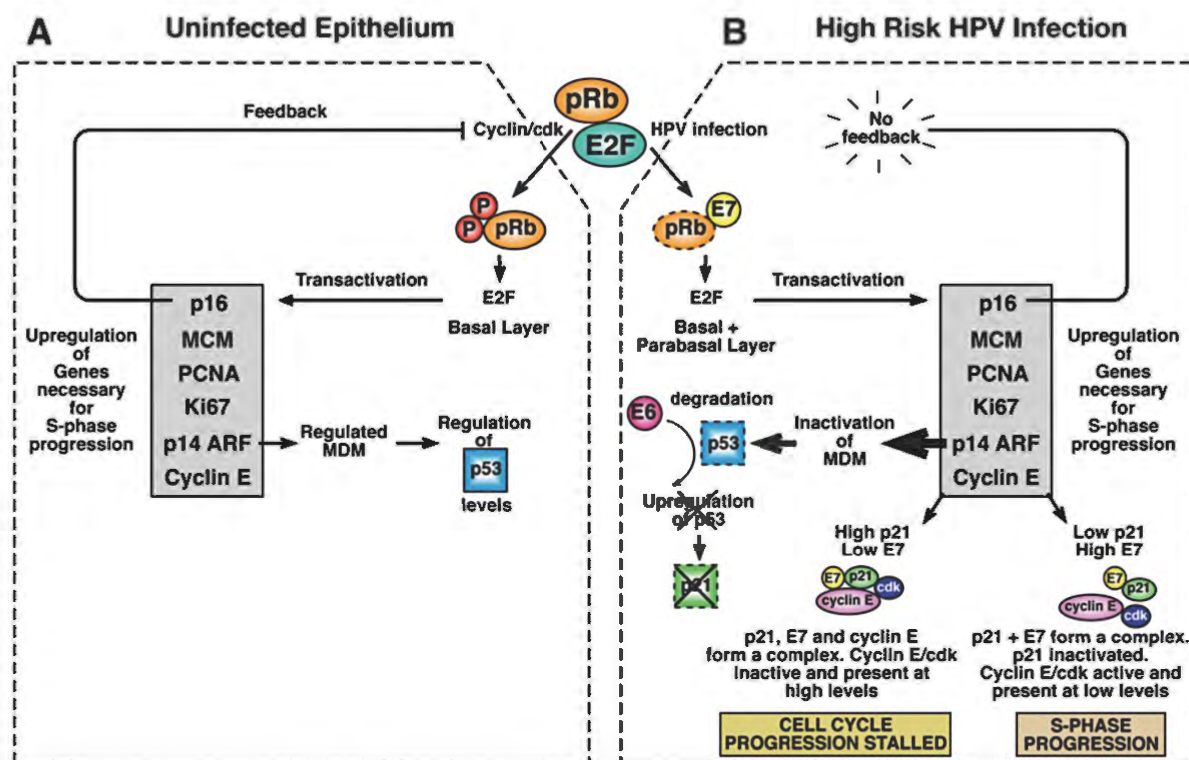 A
Uninfected Epithelium
Feedback
Cyclin/cdk
pRb
E2F
P
P
pRb
Transactivation
E2F
Basal Layer
p16
MCM
PCNA
Ki67
p14 ARF
Cyclin E
Upregulation
of
Genes
necessary
for
S-phase
progression
Regulated
MDM
Regulation
of
p53
levels
B
High Risk HPV Infection
HPV infection
No
feedback
pRb
E7
E2F
Transactivation
Basal +
Parabasal Layer
p16
MCM
PCNA
Ki67
p14 ARF
Cyclin E
Upregulation
of
Genes
necessary
for
S-phase
progression
E6
degradation
p53
Inactivation
of
MDM
Upregulation
of p53
p21
High p21
Low E7
E7
p21
cdk
cyclin E
p21, E7 and cyclin E
form a complex. Cyclin E/cdk
inactive and present at
high levels
CELL CYCLE
PROGRESSION STALLED
Low p21
High E7
E7
p21
cyclin E
cdk
p21 + E7 form a complex.
p21 inactivated.
Cyclin E/cdk active and
present at low levels
S-PHASE
PROGRESSION